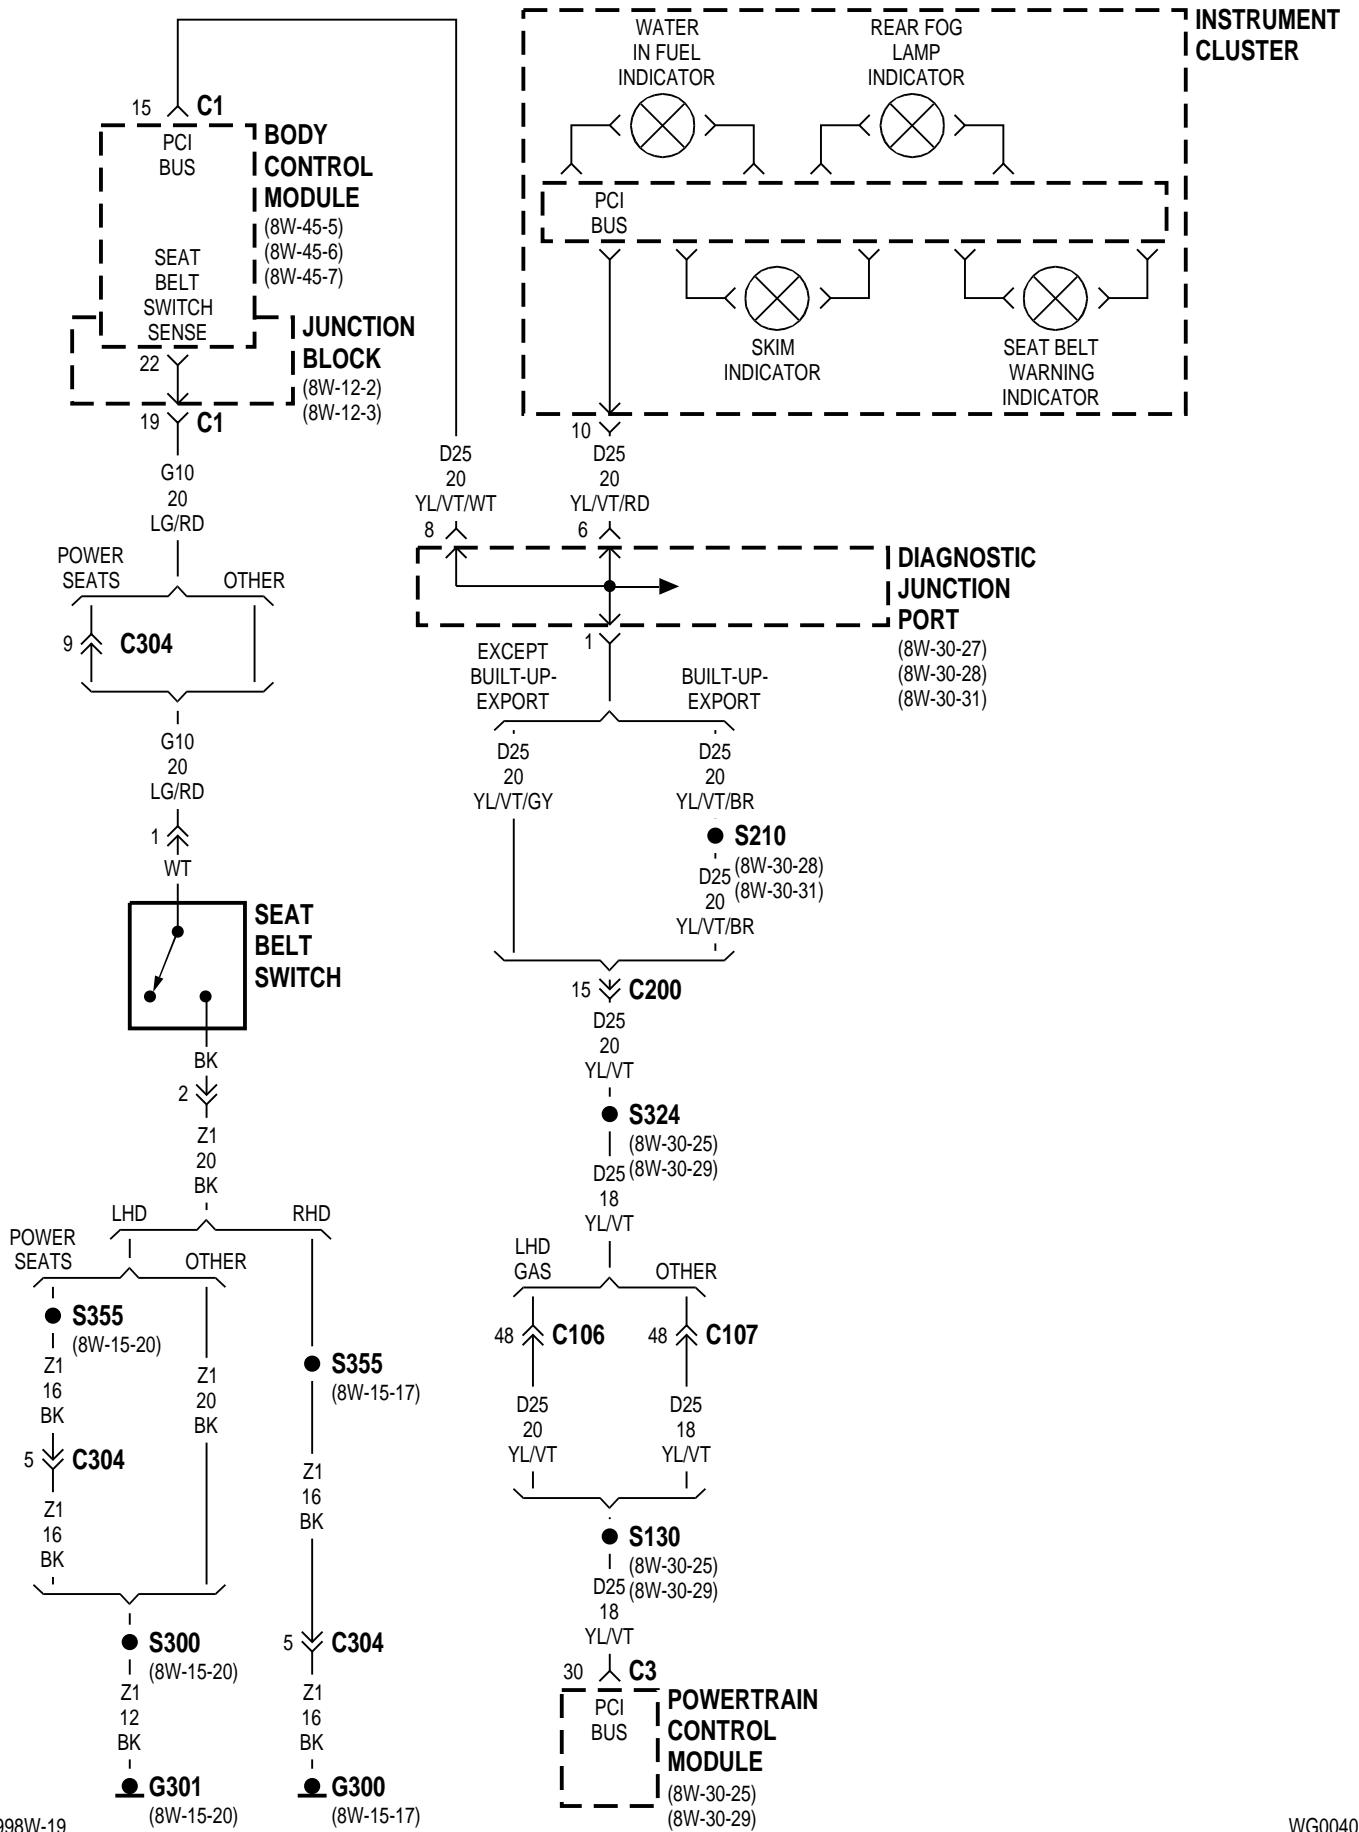 INSTRUMENT
CLUSTER
WATER
IN FUEL
INDICATOR
REAR FOG
LAMP
INDICATOR
PCI
BUS
SKIM
INDICATOR
SEAT BELT
WARNING
INDICATOR
10
D25
20
YL/VT/RD
6
15
C1
PCI
BUS
BODY
CONTROL
MODULE
(8W-45-5)
(8W-45-6)
(8W-45-7)
SEAT
BELT
SWITCH
SENSE
22
JUNCTION
BLOCK
(8W-12-2)
(8W-12-3)
19
C1
G10
20
LG/RD
POWER
SEATS
OTHER
9
C304
G10
20
LG/RD
1
WT
SEAT
BELT
SWITCH
BK
2
Z1
20
BK
LHD
RHD
POWER
SEATS
OTHER
S355
(8W-15-20)
Z1
16
BK
5
C304
Z1
16
BK
Z1
20
BK
S300
(8W-15-20)
Z1
12
BK
G301
(8W-15-20)
S355
(8W-15-17)
Z1
16
BK
5
C304
Z1
16
BK
G300
(8W-15-17)
D25
20
YL/VT/WT
8
DIAGNOSTIC
JUNCTION
PORT
(8W-30-27)
(8W-30-28)
(8W-30-31)
1
EXCEPT
BUILT-UP-
EXPORT
BUILT-UP-
EXPORT
D25
20
YL/VT/GY
D25
20
YL/VT/BR
S210
(8W-30-28)
(8W-30-31)
D25
20
YL/VT/BR
15
C200
D25
20
YL/VT
S324
(8W-30-25)
(8W-30-29)
D25
18
YL/VT
LHD
GAS
OTHER
48
C106
48
C107
D25
20
YL/VT
D25
18
YL/VT
S130
(8W-30-25)
(8W-30-29)
D25
18
YL/VT
30
C3
PCI
BUS
POWERTRAIN
CONTROL
MODULE
(8W-30-25)
(8W-30-29)
998W-19
WG0040